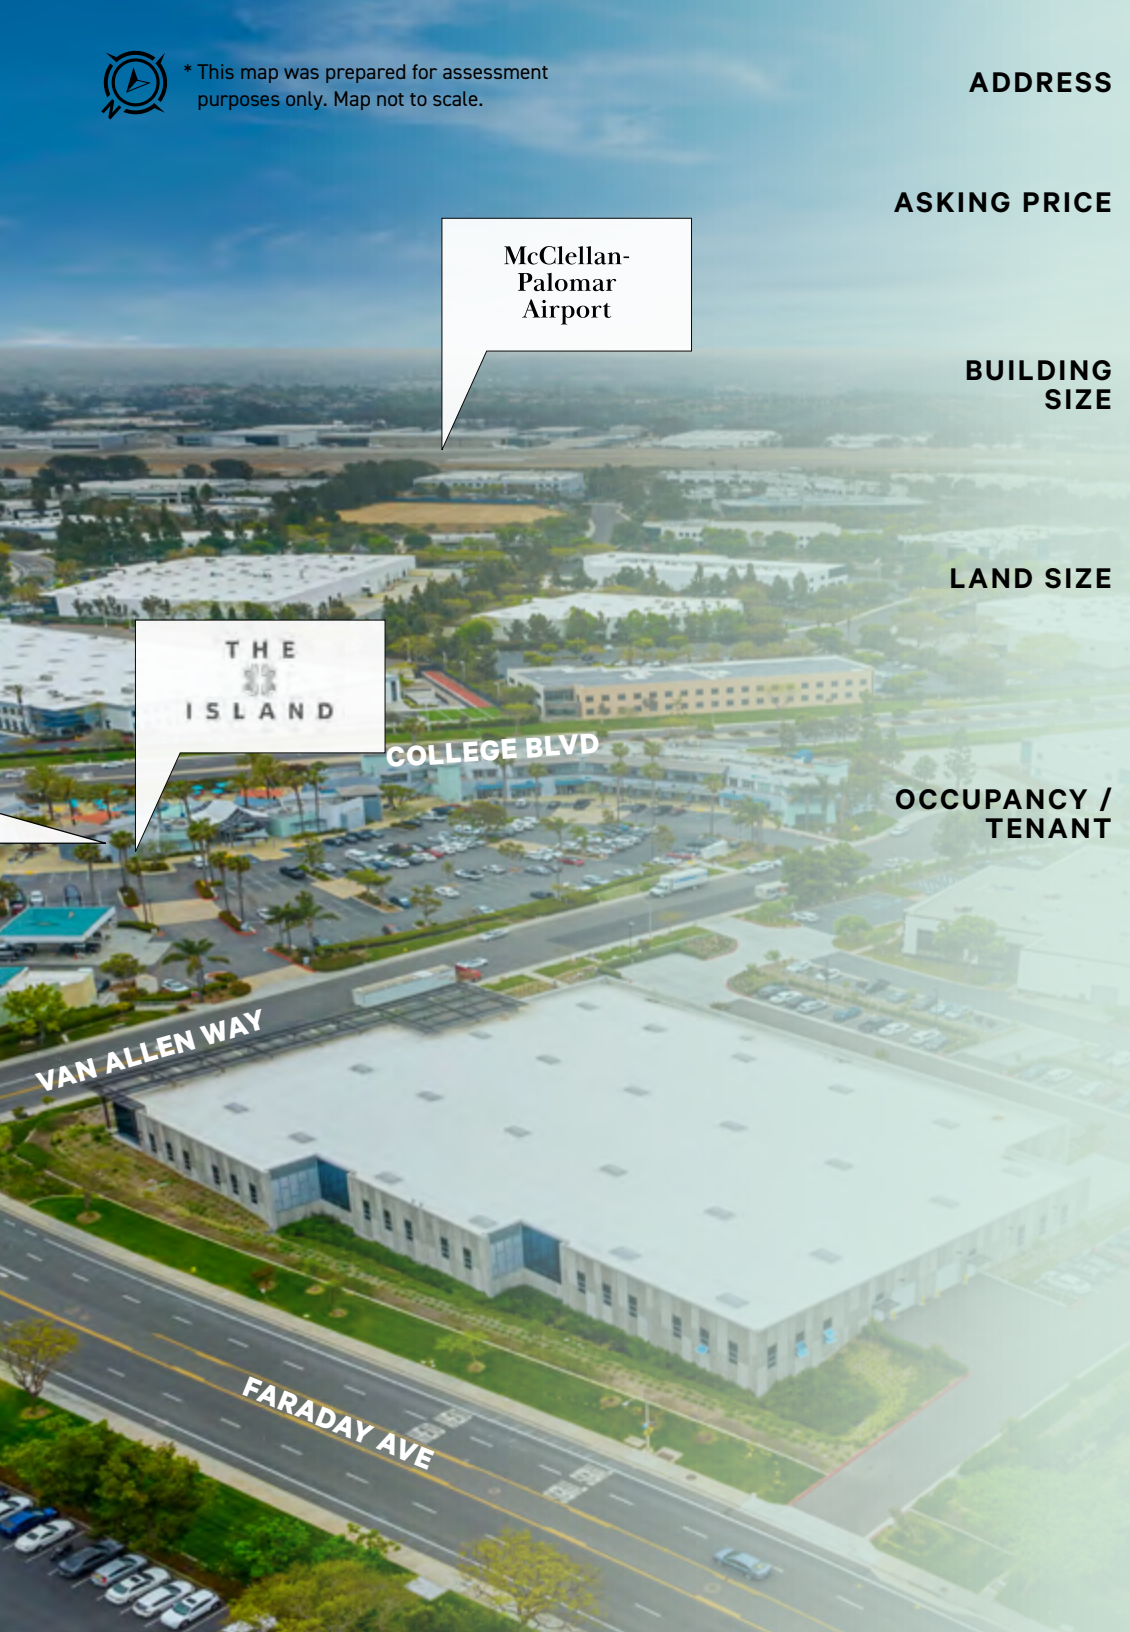 N
* This map was prepared for assessment
purposes only. Map not to scale.
ADDRESS
ASKING PRICE
McClellan-
Palomar
Airport
BUILDING
SIZE
LAND SIZE
THE
ISLAND
COLLEGE BLVD
OCCUPANCY /
TENANT
VAN ALLEN WAY
FARADAY AVE